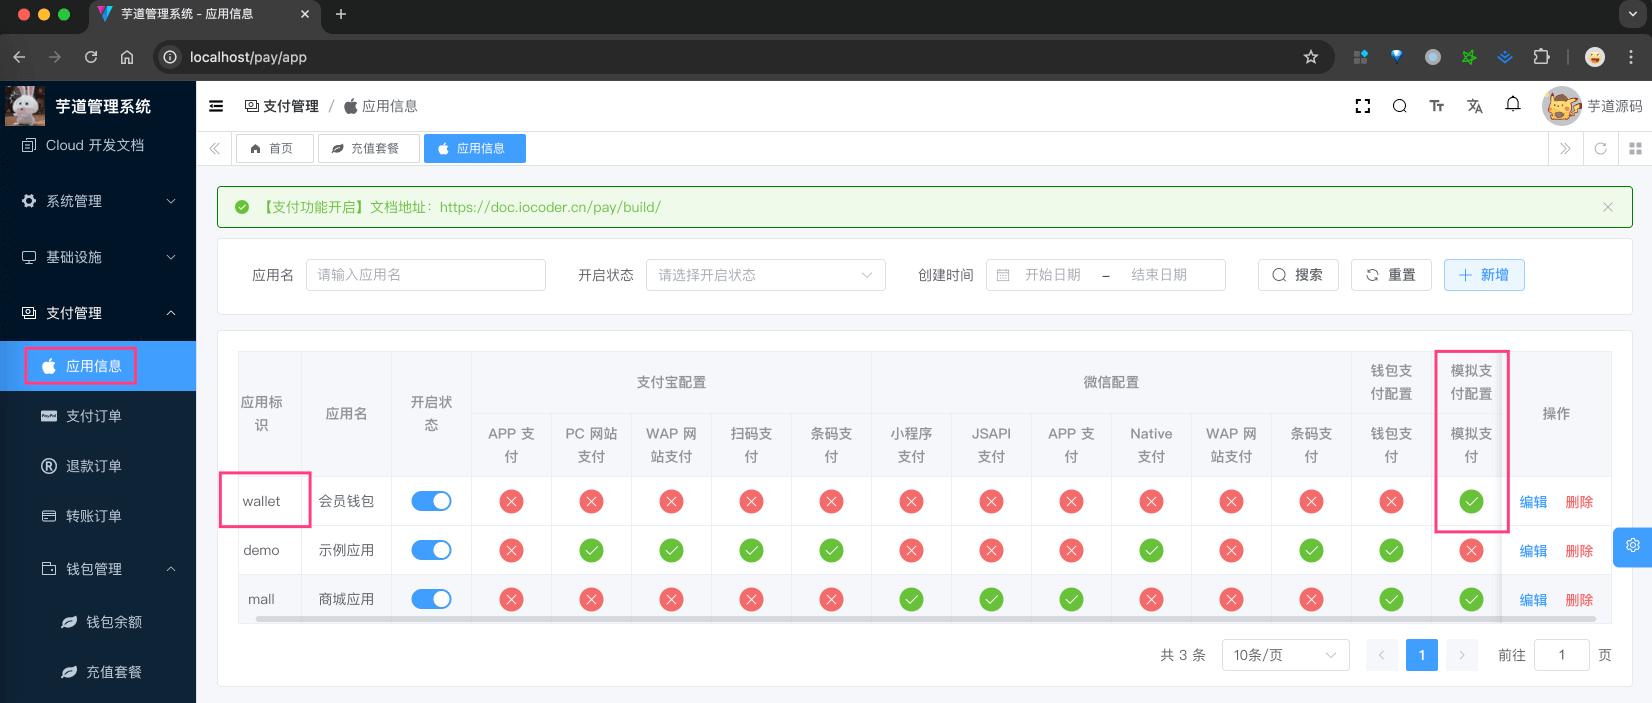 芋道管理系统 - 应用信息
localhost/pay/app
芋道管理系统
支付管理 / 应用信息
芋道源码
Cloud 开发文档
首页
充值套餐
应用信息
系统管理
基础设施
支付管理
应用信息
支付订单
退款订单
转账订单
钱包管理
钱包余额
充值套餐
【支付功能开启】文档地址：https://doc.iocoder.cn/pay/build/
应用名 请输入应用名 开启状态 请选择开启状态 创建时间 开始日期 - 结束日期 搜索 重置 新增
应用标识 应用名 开启状态 支付宝配置 微信配置 钱包支付配置 模拟支付配置 操作
APP 支付 PC 网站支付 WAP 网站支付 扫码支付 条码支付 小程序支付 JSAPI 支付 APP 支付 Native 支付 WAP 网站支付 条码支付 钱包支付 模拟支付
wallet 会员钱包 编辑 删除
demo 示例应用 编辑 删除
mall 商城应用 编辑 删除
共 3 条 10条/页 1 前往 1 页